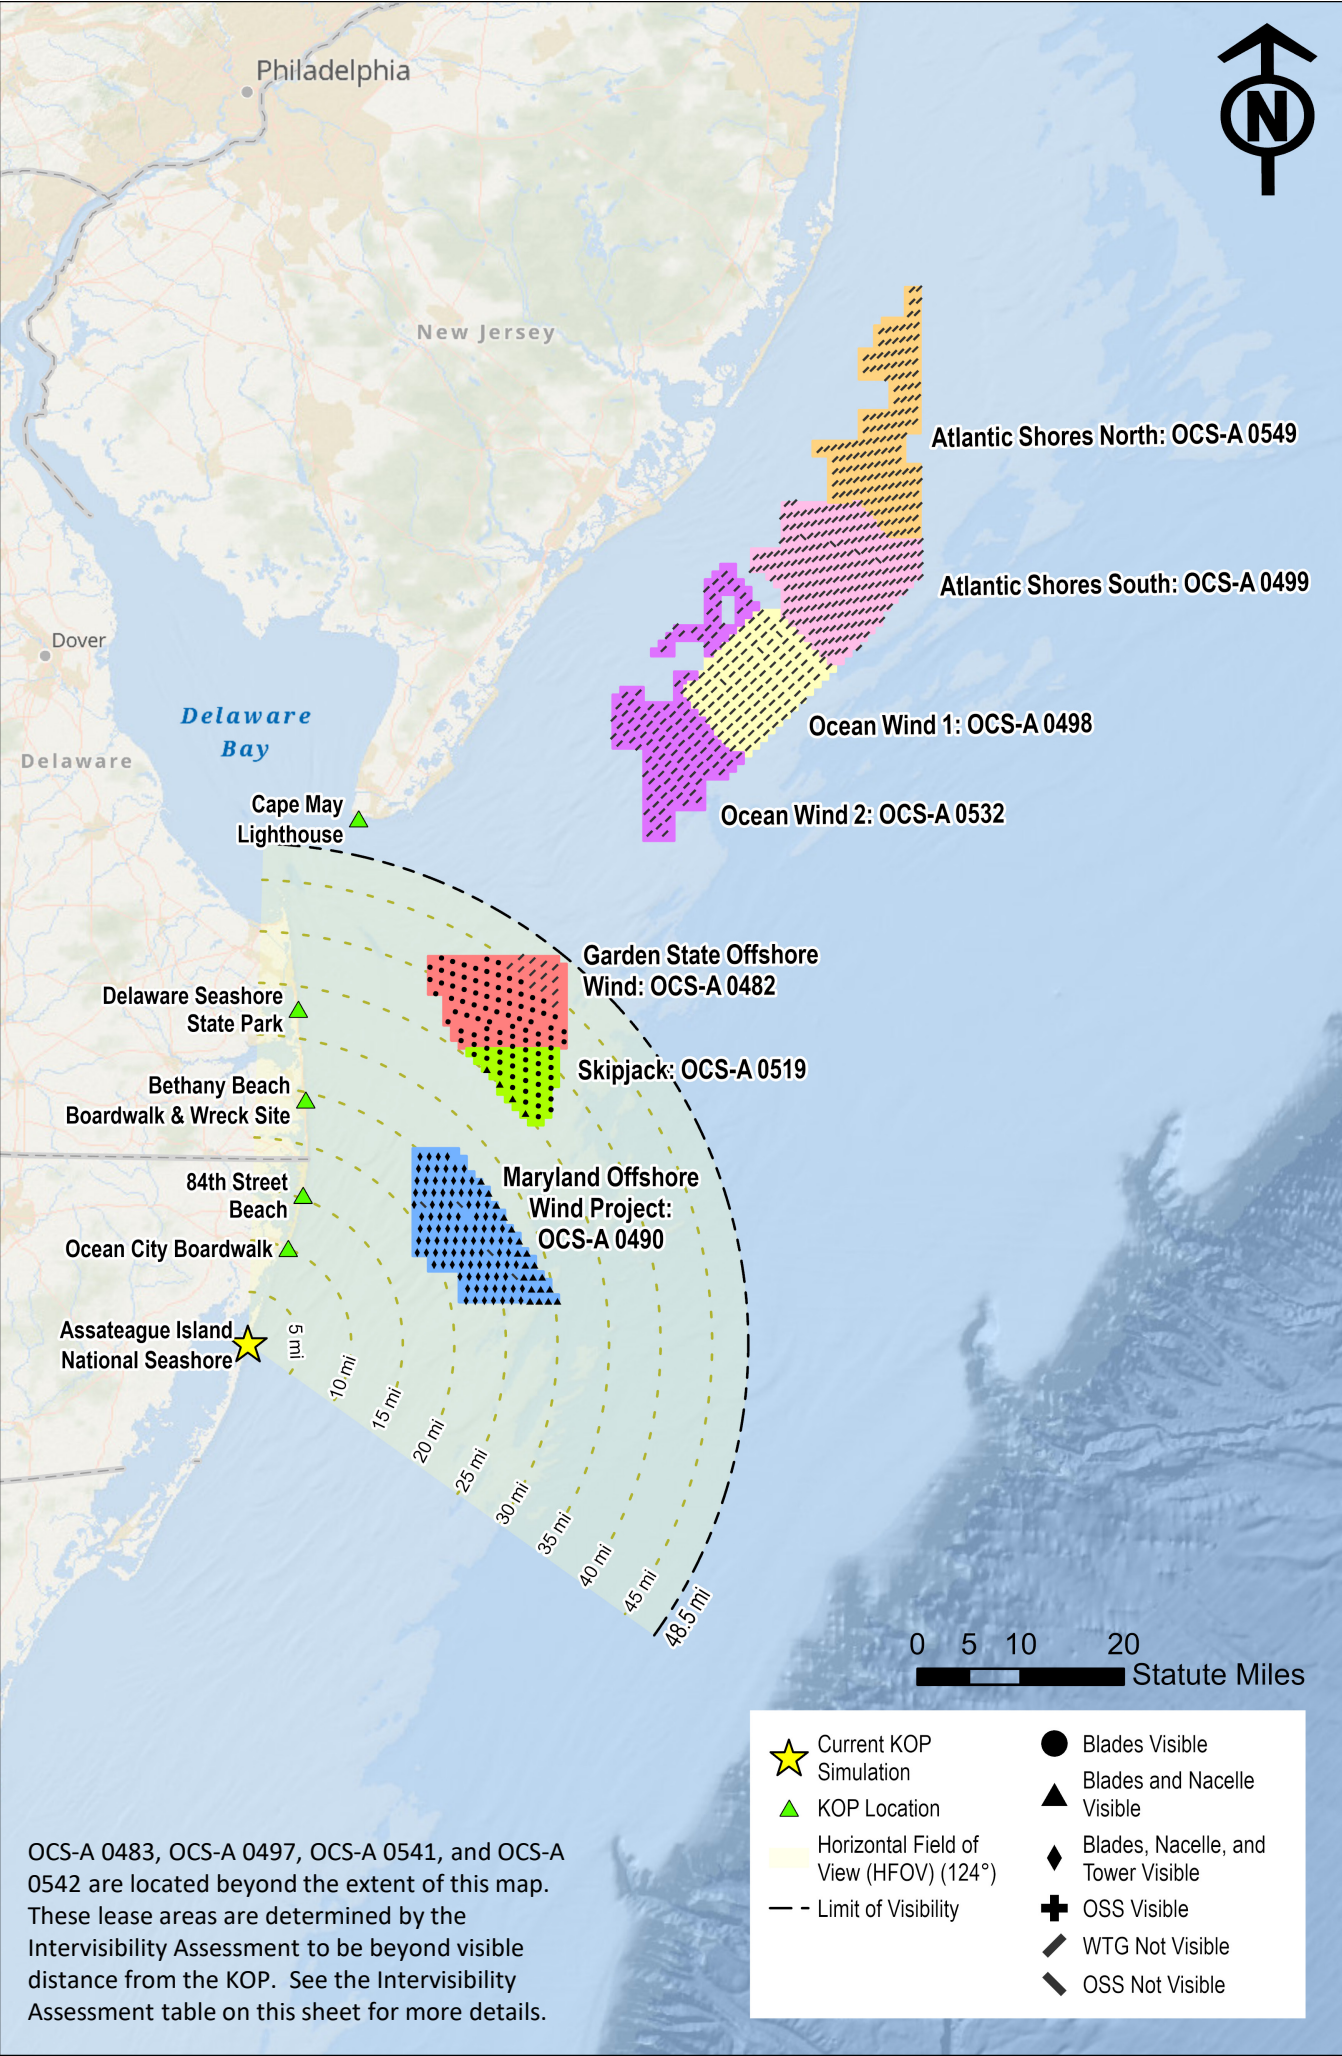 Philadelphia
N
New Jersey
Atlantic Shores North: OCS-A 0549
Atlantic Shores South: OCS-A 0499
Dover
Delaware
Bay
Delaware
Ocean Wind 1: OCS-A 0498
Ocean Wind 2: OCS-A 0532
Cape May
Lighthouse
Garden State Offshore
Wind: OCS-A 0482
Delaware Seashore
State Park
Skipjack: OCS-A 0519
Bethany Beach
Boardwalk & Wreck Site
Maryland Offshore
Wind Project:
OCS-A 0490
84th Street
Beach
Ocean City Boardwalk
Assateague Island
National Seashore
5 mi
10 mi
15 mi
20 mi
25 mi
30 mi
35 mi
40 mi
45 mi
48.5 mi
0 5 10 20
Statute Miles
Current KOP
Simulation
KOP Location
Horizontal Field of
View (HFOV) (124°)
Limit of Visibility
Blades Visible
Blades and Nacelle
Visible
Blades, Nacelle, and
Tower Visible
OSS Visible
WTG Not Visible
OSS Not Visible
OCS-A 0483, OCS-A 0497, OCS-A 0541, and OCS-A
0542 are located beyond the extent of this map.
These lease areas are determined by the
Intervisibility Assessment to be beyond visible
distance from the KOP.  See the Intervisibility
Assessment table on this sheet for more details.